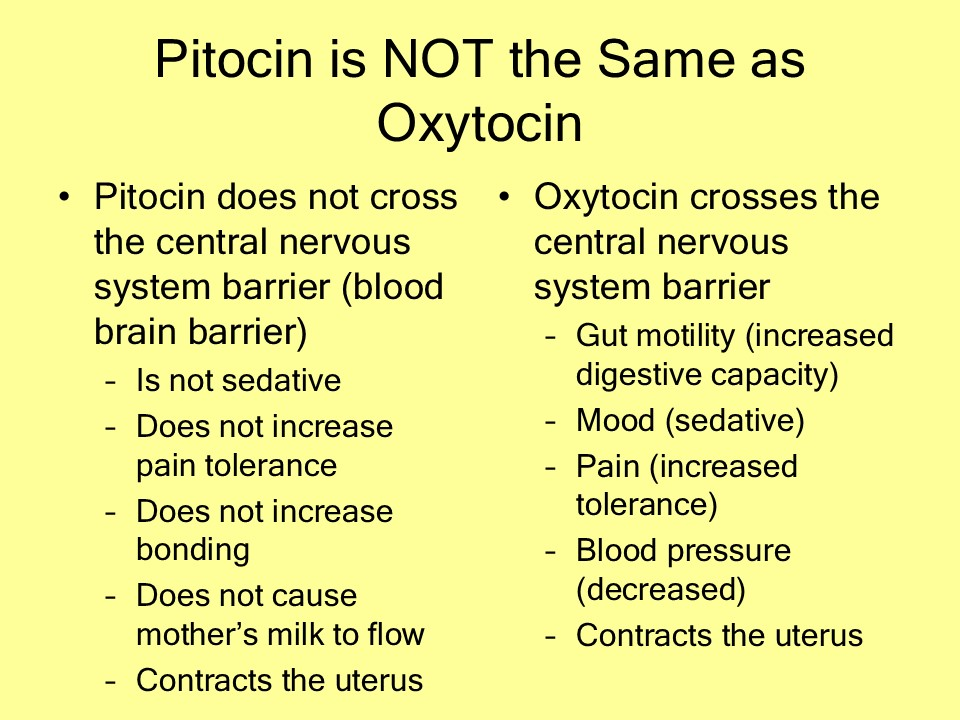 Pitocin is NOT the Same as
Oxytocin
• Pitocin does not cross
the central nervous
system barrier (blood
brain barrier)
– Is not sedative
– Does not increase
pain tolerance
– Does not increase
bonding
– Does not cause
mother’s milk to flow
– Contracts the uterus
• Oxytocin crosses the
central nervous
system barrier
– Gut motility (increased
digestive capacity)
– Mood (sedative)
– Pain (increased
tolerance)
– Blood pressure
(decreased)
– Contracts the uterus